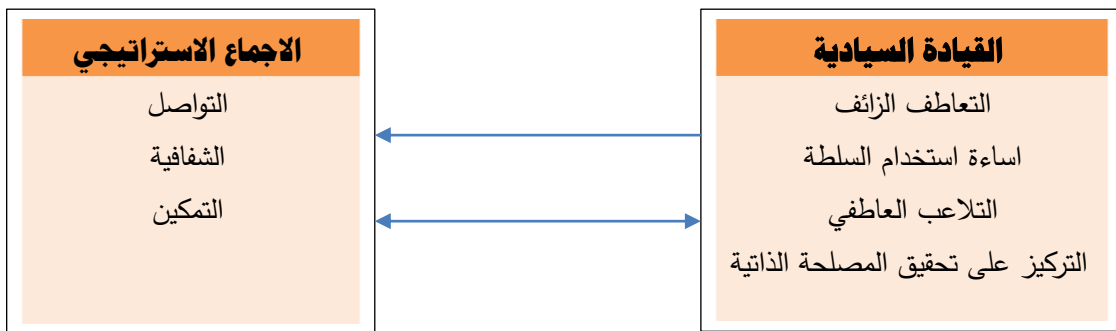 القيادة السيادية
التعاطف الزائف
اساءة استخدام السلطة
التلاعب العاطفي
التركيز على تحقيق المصلحة الذاتية
الاجماع الاستراتيجي
التواصل
الشفافية
التمكين